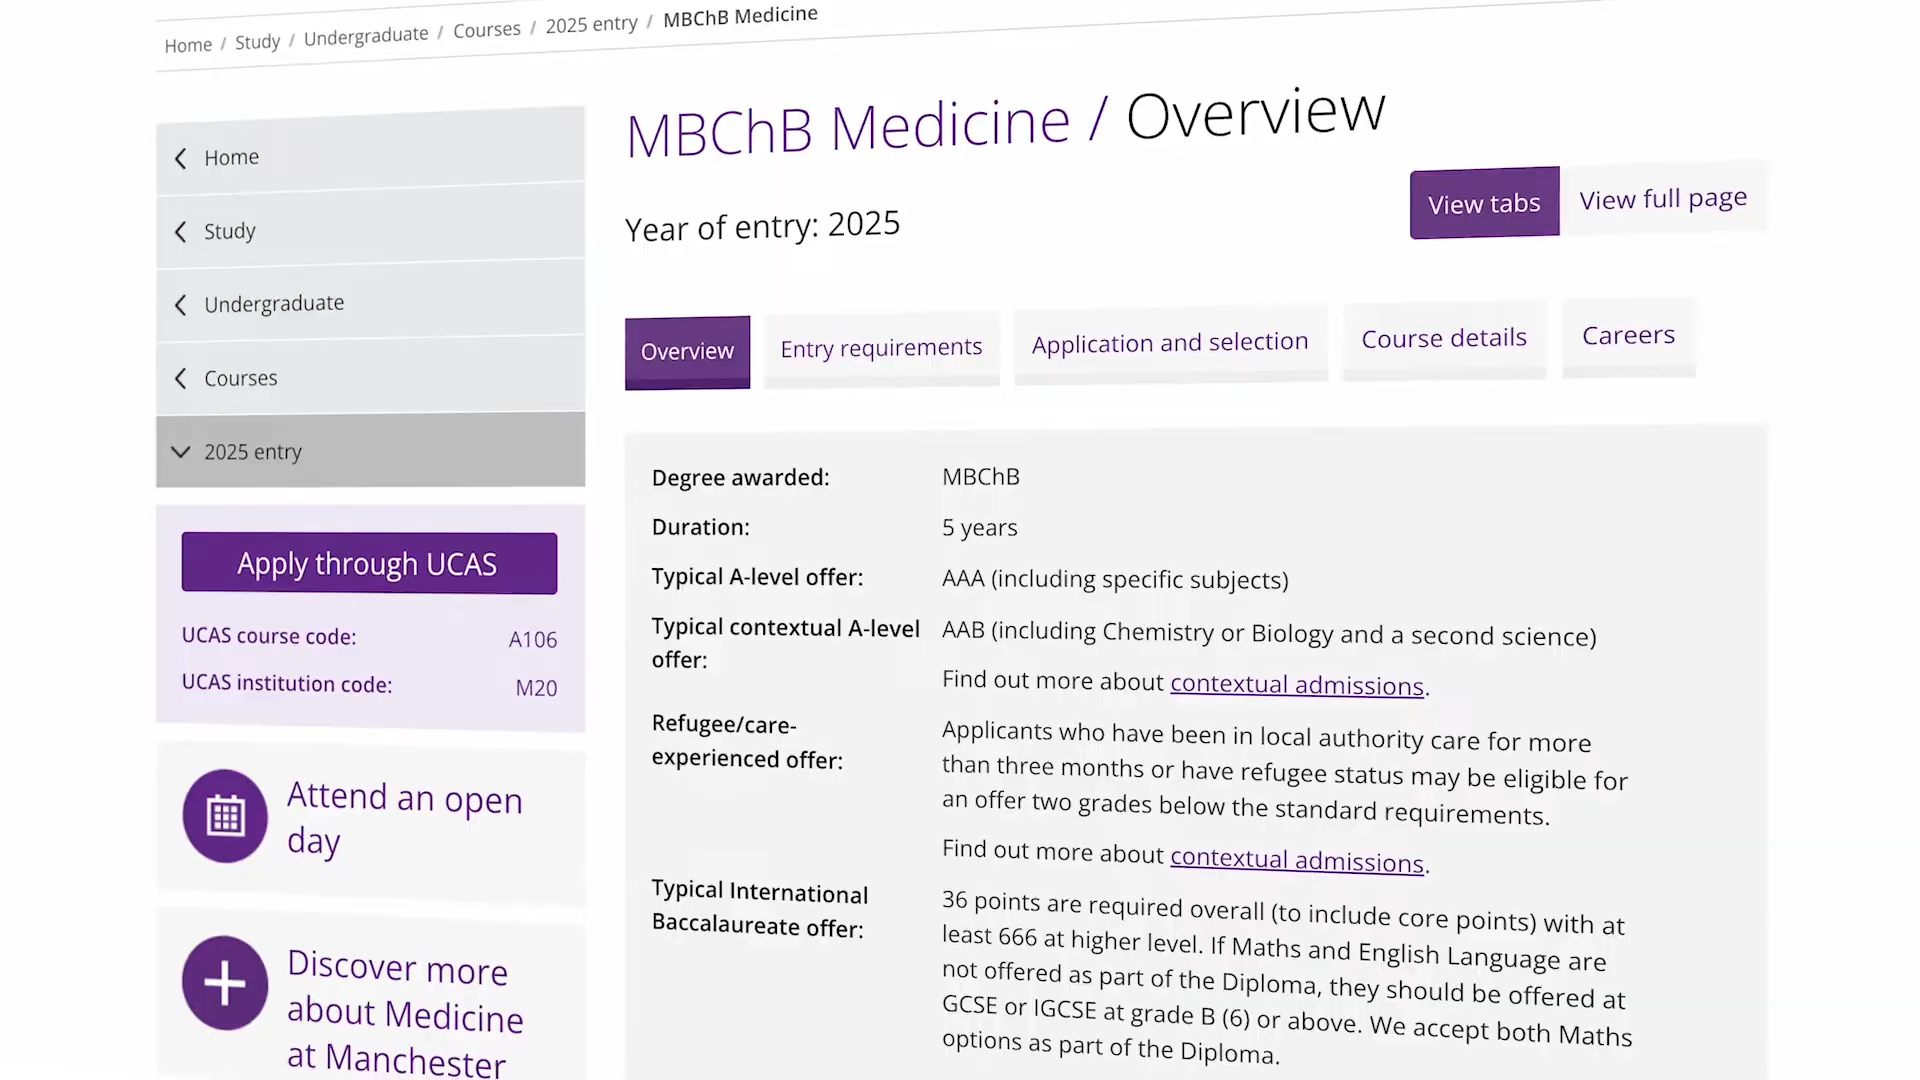 Home / Study / Undergraduate / Courses / 2025 entry / MBChB Medicine
MBChB Medicine / Overview
Year of entry: 2025
View tabs
View full page
Home
Study
Undergraduate
Courses
2025 entry
Apply through UCAS
UCAS course code: A106
UCAS institution code: M20
Attend an open
day
Discover more
about Medicine
at Manchester
Overview
Entry requirements
Application and selection
Course details
Careers
Degree awarded: MBChB
Duration: 5 years
Typical A-level offer: AAA (including specific subjects)
Typical contextual A-level
offer:
AAB (including Chemistry or Biology and a second science)
Find out more about contextual admissions.
Refugee/care-
experienced offer:
Applicants who have been in local authority care for more
than three months or have refugee status may be eligible for
an offer two grades below the standard requirements.
Find out more about contextual admissions.
Typical International
Baccalaureate offer:
36 points are required overall (to include core points) with at
least 666 at higher level. If Maths and English Language are
not offered as part of the Diploma, they should be offered at
GCSE or IGCSE at grade B (6) or above. We accept both Maths
options as part of the Diploma.